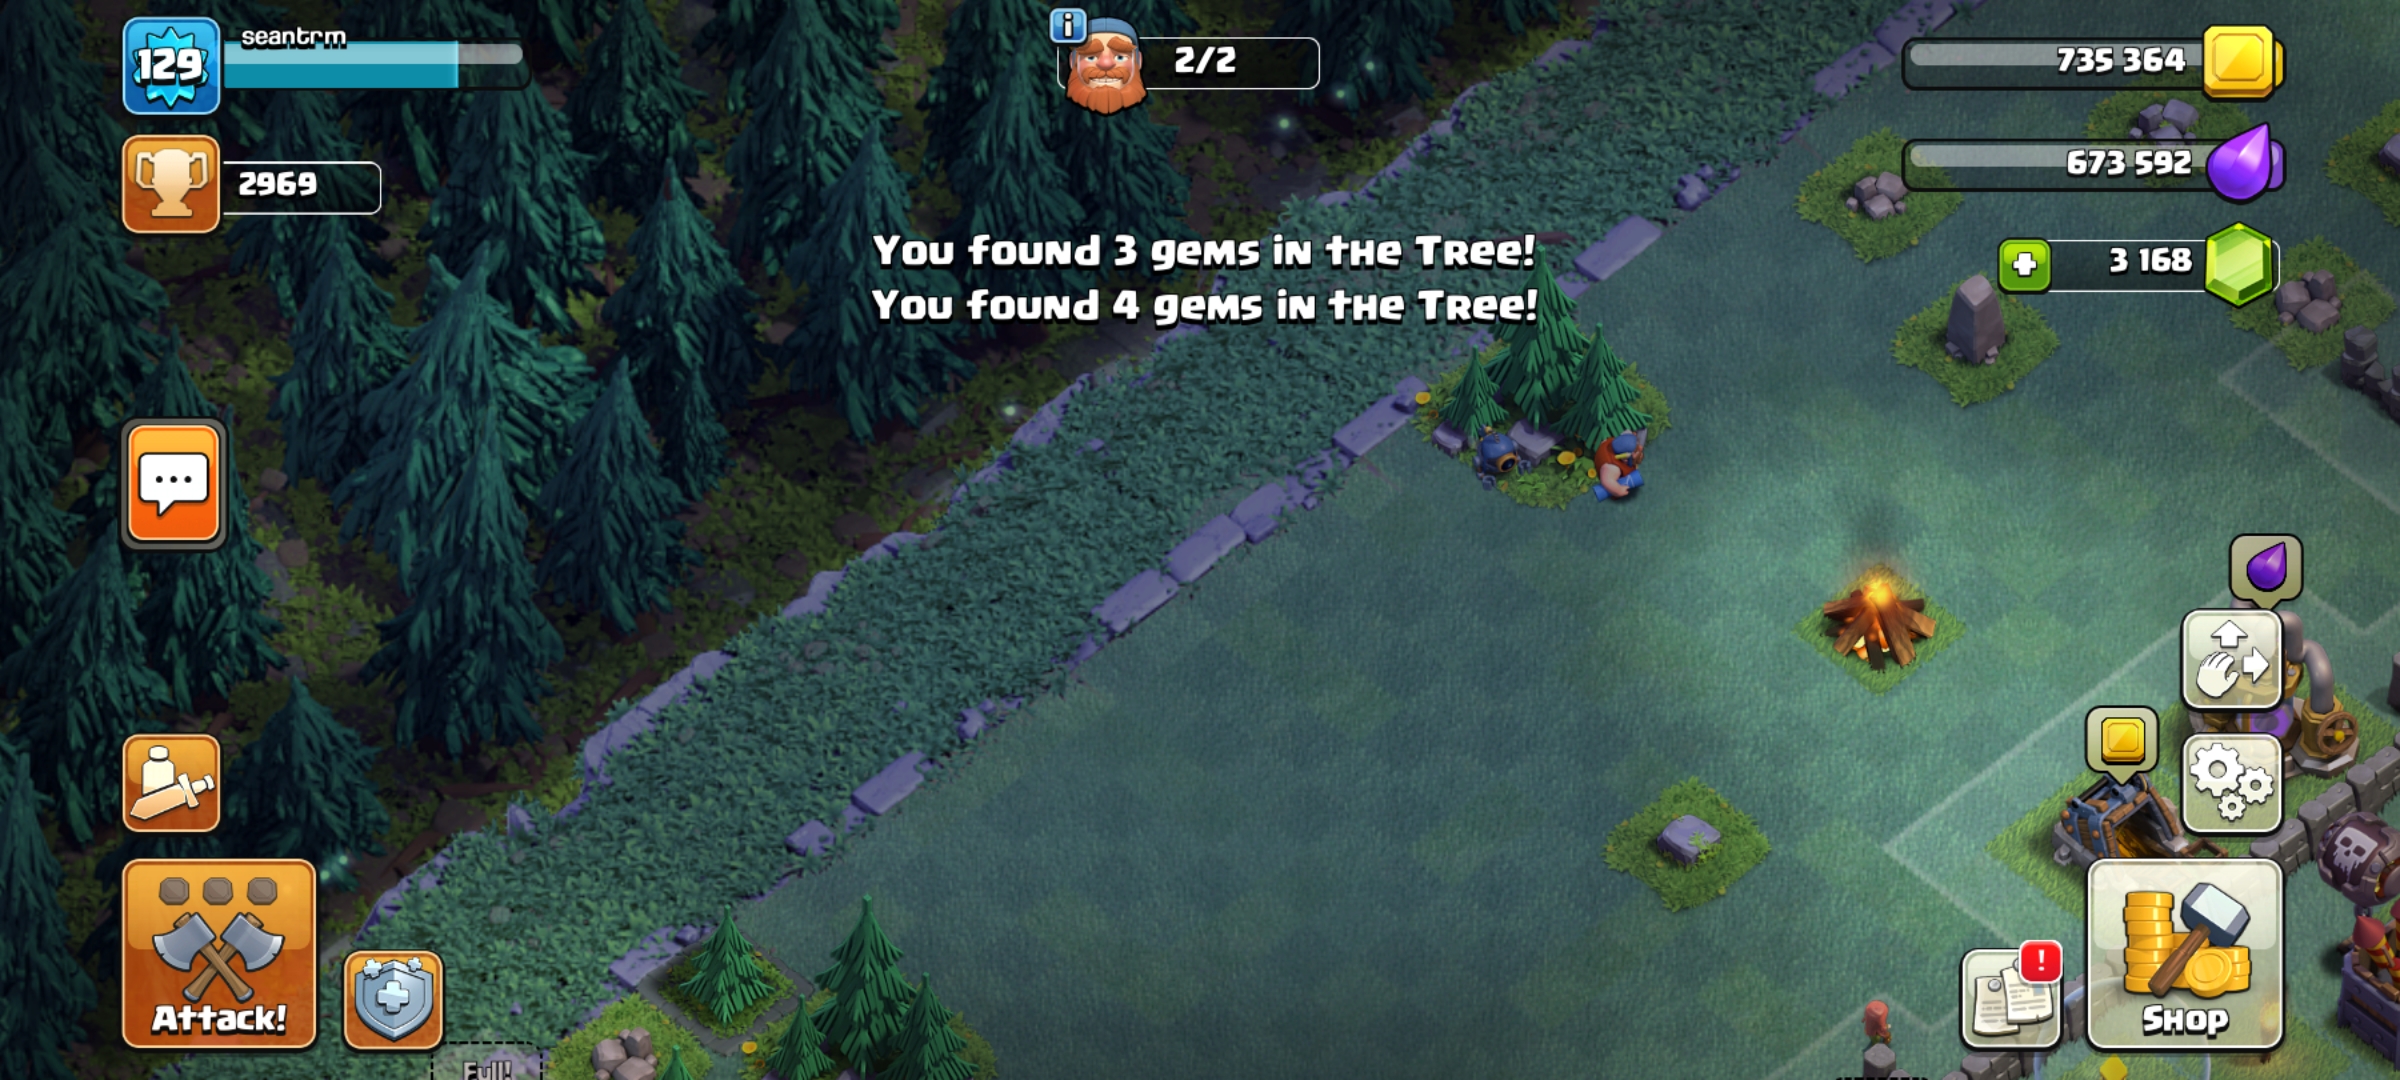 129
seantrm
i
2/2
735 364
2969
673 592
You found 3 gems in the Tree!
3 168
You found 4 gems in the Tree!
!
Attack!
Shop
Full!